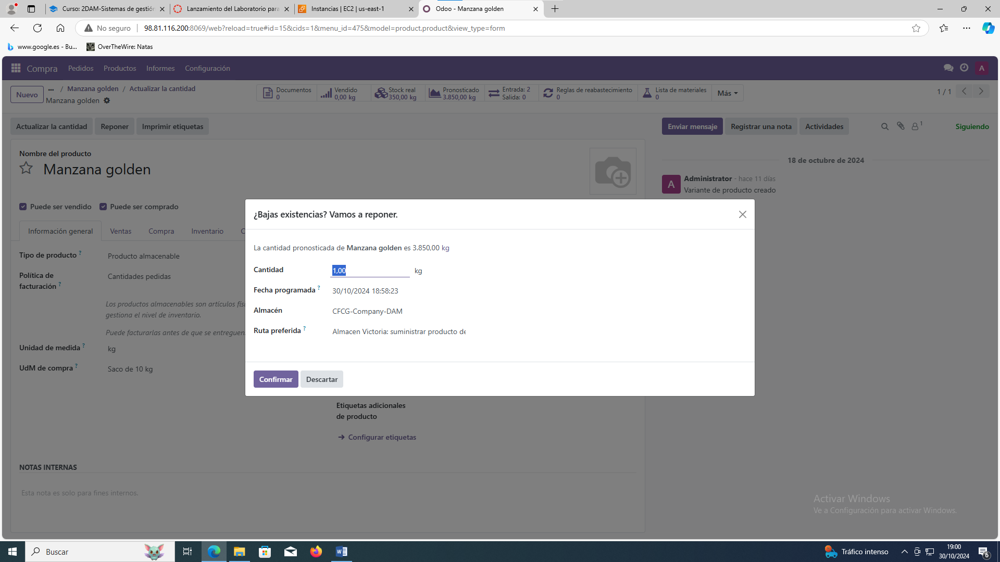 Curso: 2DAM-Sistemas de gestión
Lanzamiento del Laboratorio para
Instancias | EC2 | us-east-1
Odoo - Manzana golden
No seguro
98.81.116.200:8069/web?reload=true#id=15&cids=1&menu_id=475&model=product.product&view_type=form
www.google.es - Bu...
OverTheWire: Natas
Compra
Pedidos
Productos
Informes
Configuración
A
Nuevo
... / Manzana golden / Actualizar la cantidad
Manzana golden
Documentos
0
Vendido
0,00 kg
Stock real
350,00 kg
Pronosticado
3.850,00 kg
Entrada: 2
Salida: 0
Reglas de reabastecimiento
0
Lista de materiales
0
Más
1 / 1
Actualizar la cantidad
Reponer
Imprimir etiquetas
Enviar mensaje
Registrar una nota
Actividades
1
Siguiendo
Nombre del producto
Manzana golden
18 de octubre de 2024
A
Administrator - hace 11 días
Variante de producto creado
Puede ser vendido
Puede ser comprado
Información general
Ventas
Compra
Inventario
C
Tipo de producto ?
Producto almacenable
Política de
facturación ?
Cantidades pedidas
Los productos almacenables son artículos fís
gestiona el nivel de inventario.
Puede facturarlas antes de que se entreguen.
Unidad de medida ?
kg
UdM de compra ?
Saco de 10 kg
¿Bajas existencias? Vamos a reponer.
La cantidad pronosticada de Manzana golden es 3.850,00 kg
Cantidad
1,00
kg
Fecha programada ?
30/10/2024 18:58:23
Almacén
CFCG-Company-DAM
Ruta preferida ?
Almacen Victoria: suministrar producto de
Confirmar
Descartar
Etiquetas adicionales
de producto
Configurar etiquetas
NOTAS INTERNAS
Esta nota es solo para fines internos.
Activar Windows
Ve a Configuración para activar Windows.
Buscar
Tráfico intenso
19:00
30/10/2024
6